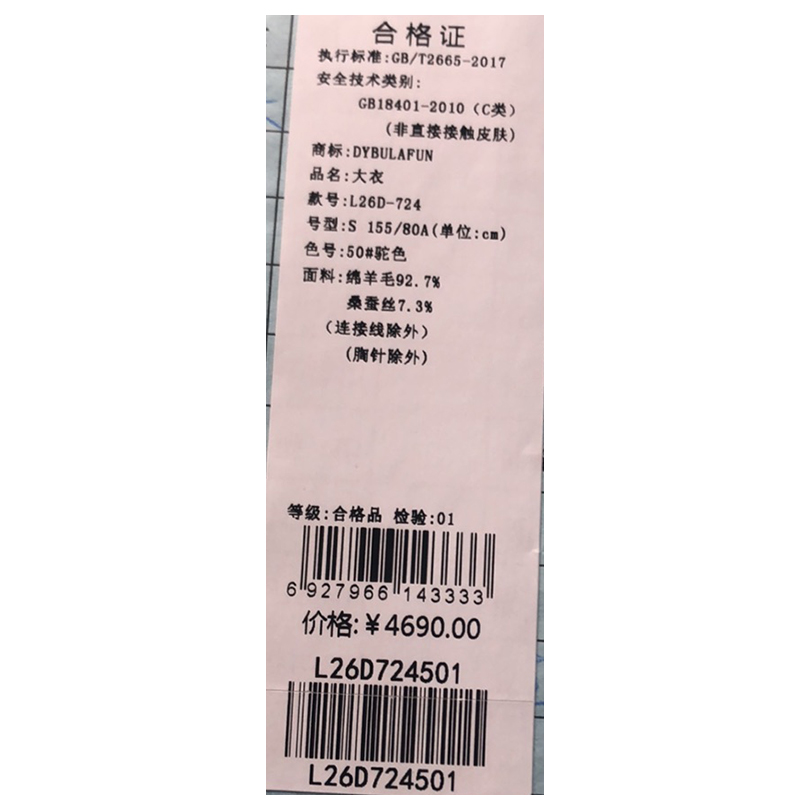 合格证
执行标准:GB/T2665-2017
安全技术类别:
GB18401-2010（C类）
(非直接接触皮肤)
商标:DYBULAFUN
品名:大衣
款号:L26D-724
号型:S 155/80A(单位:cm)
色号:50#驼色
面料:绵羊毛92.7%
桑蚕丝7.3%
（连接线除外）
(胸针除外)
等级:合格品 检验:01
6 927966 143333
价格:￥4690.00
L26D724501
L26D724501